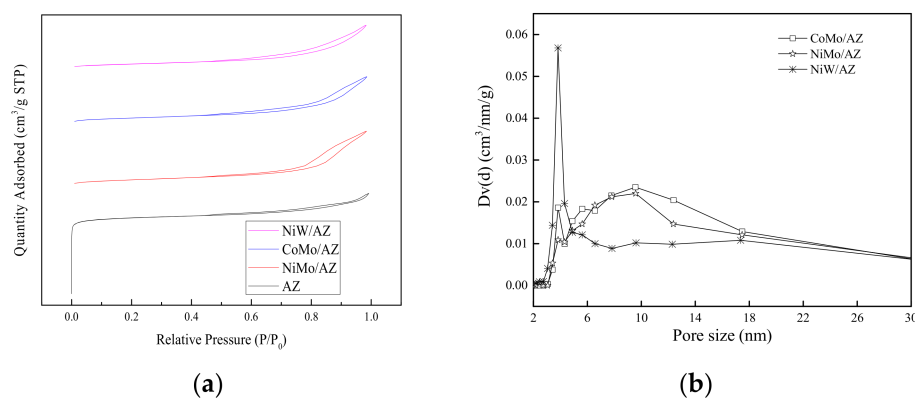 Quantity Adsorbed (cm³/g STP)
NiW/AZ
CoMo/AZ
NiMo/AZ
AZ
0.0 0.2 0.4 0.6 0.8 1.0
Relative Pressure (P/P₀)
(a)
Dv(d) (cm³/nm/g)
0.06
0.05
0.04
0.03
0.02
0.01
0.00
CoMo/AZ
NiMo/AZ
NiW/AZ
2 6 10 14 18 22 26 30
Pore size (nm)
(b)